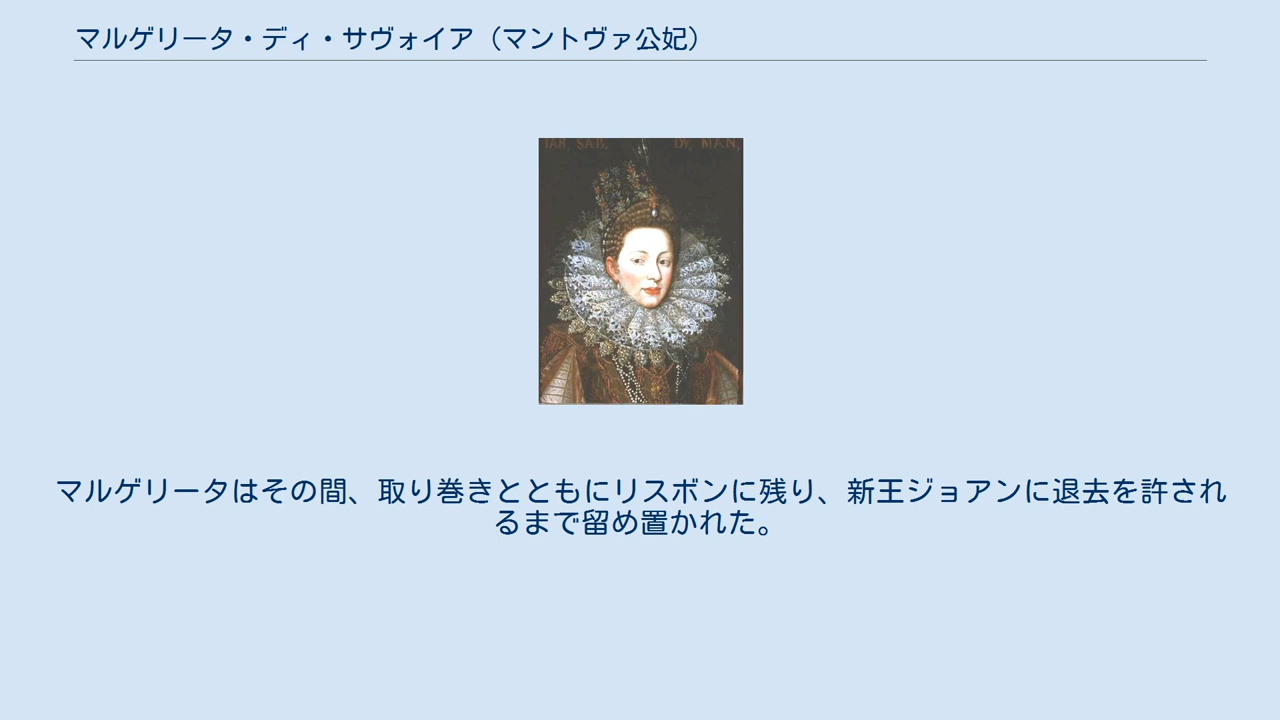 マルゲリータ・ディ・サヴォイア（マントヴァ公妃）
SAB, DV, MAN,
マルゲリータはその間、取り巻きとともにリスボンに残り、新王ジョアンに退去を許され
るまで留め置かれた。